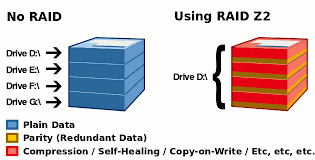 No RAID
Using RAID Z2
Drive D:\
Drive E:\
Drive F:\
Drive G:\
Drive D:\
Plain Data
Parity (Redundant Data)
Compression / Self-Healing / Copy-on-Write / Etc, etc, etc.